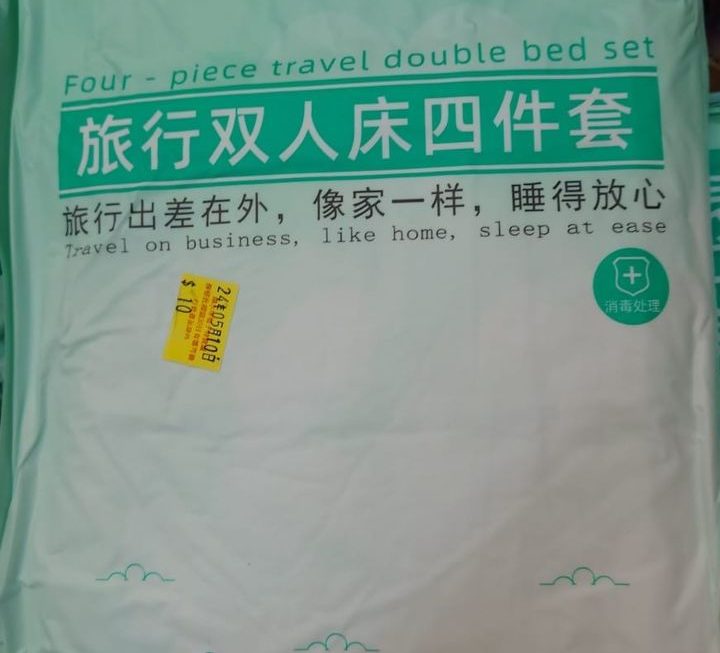 Four - piece travel double bed set
旅行双人床四件套
旅行出差在外，像家一样，睡得放心
Travel on business, like home, sleep at ease
消毒处理
24年05月10日
$ 10